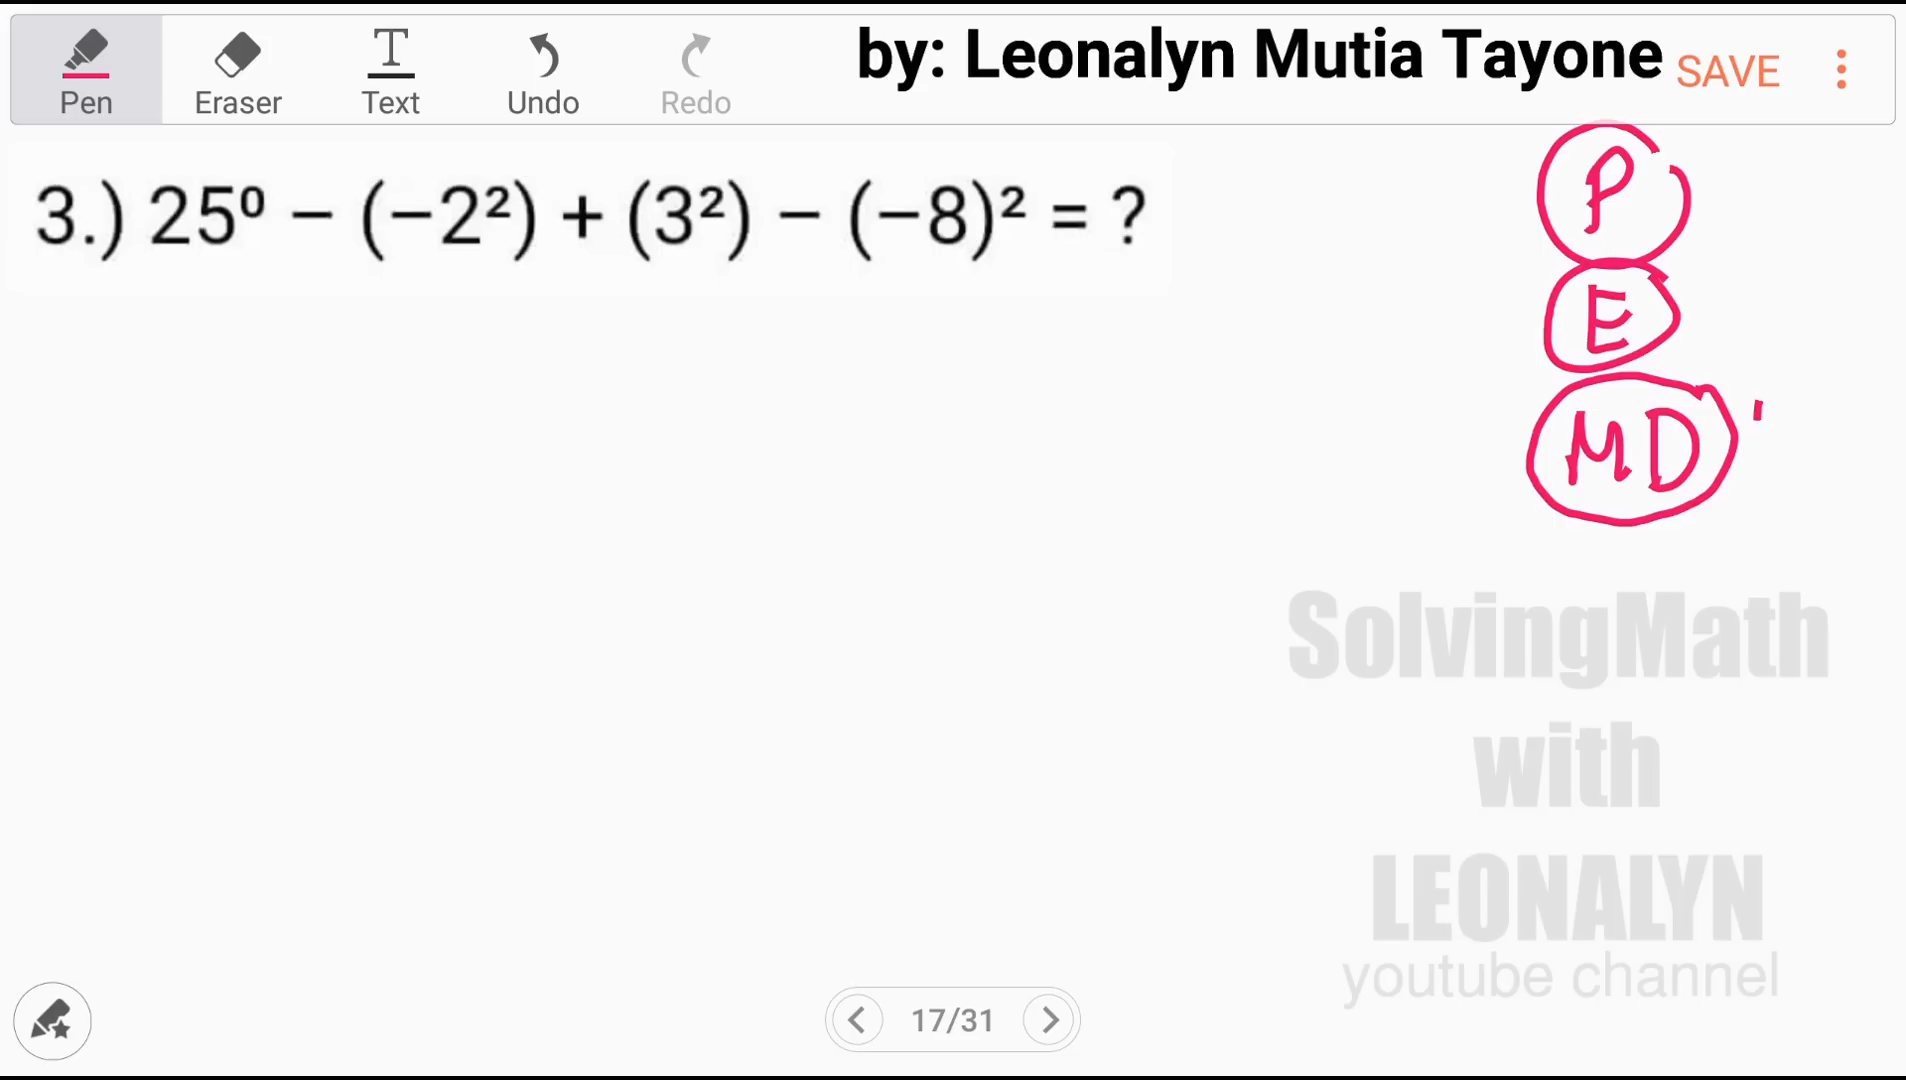 by: Leonalyn Mutia Tayone
Pen Eraser Text Undo Redo SAVE
3.) 25⁰ − (−2²) + (3²) − (−8)² = ?
P
E
MD
SolvingMath
with
LEONALYN
youtube channel
17/31